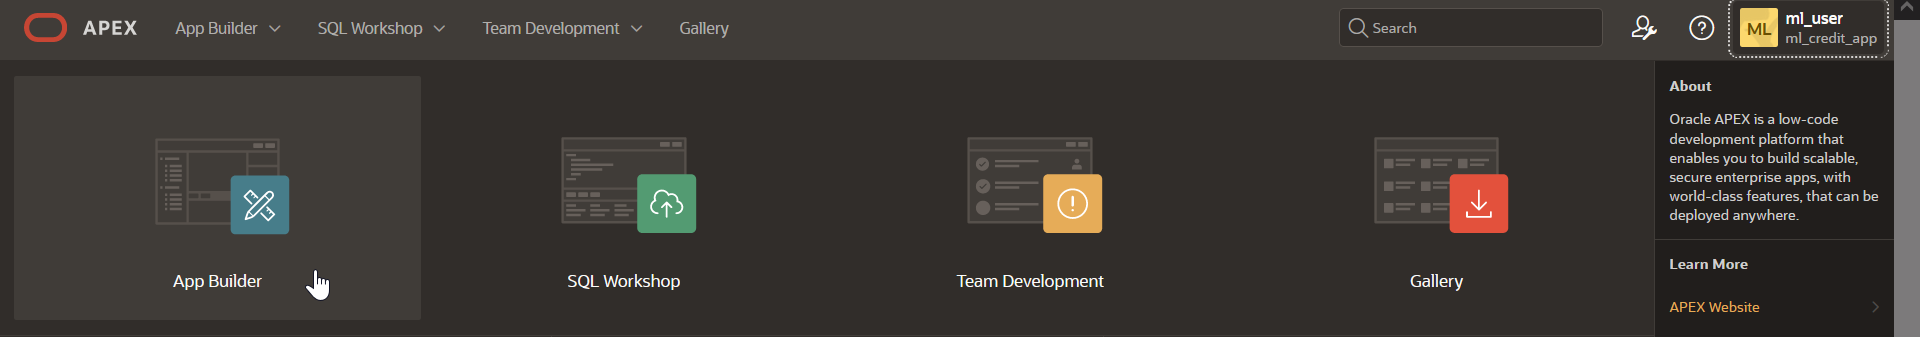 APEX
App Builder
SQL Workshop
Team Development
Gallery
Search
ML
ml_user
ml_credit_app
App Builder
SQL Workshop
Team Development
Gallery
About
Oracle APEX is a low-code
development platform that
enables you to build scalable,
secure enterprise apps, with
world-class features, that can be
deployed anywhere.
Learn More
APEX Website